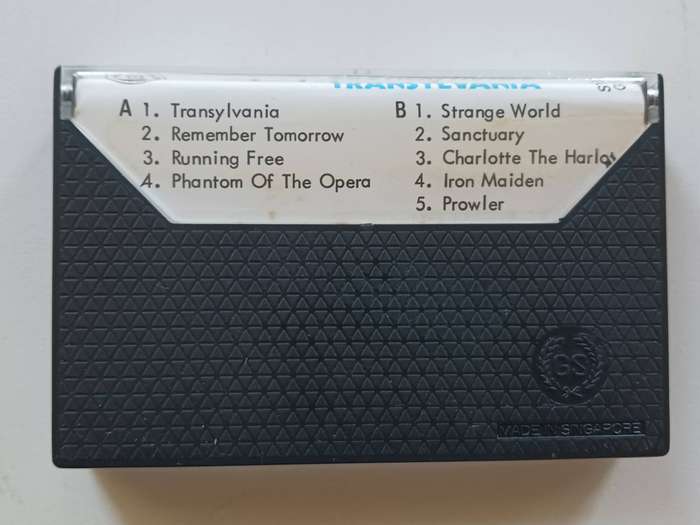 TRANSYLVANIA
A 1. Transylvania
2. Remember Tomorrow
3. Running Free
4. Phantom Of The Opera
B 1. Strange World
2. Sanctuary
3. Charlotte The Harlo
4. Iron Maiden
5. Prowler
GS
MADE IN SINGAPORE